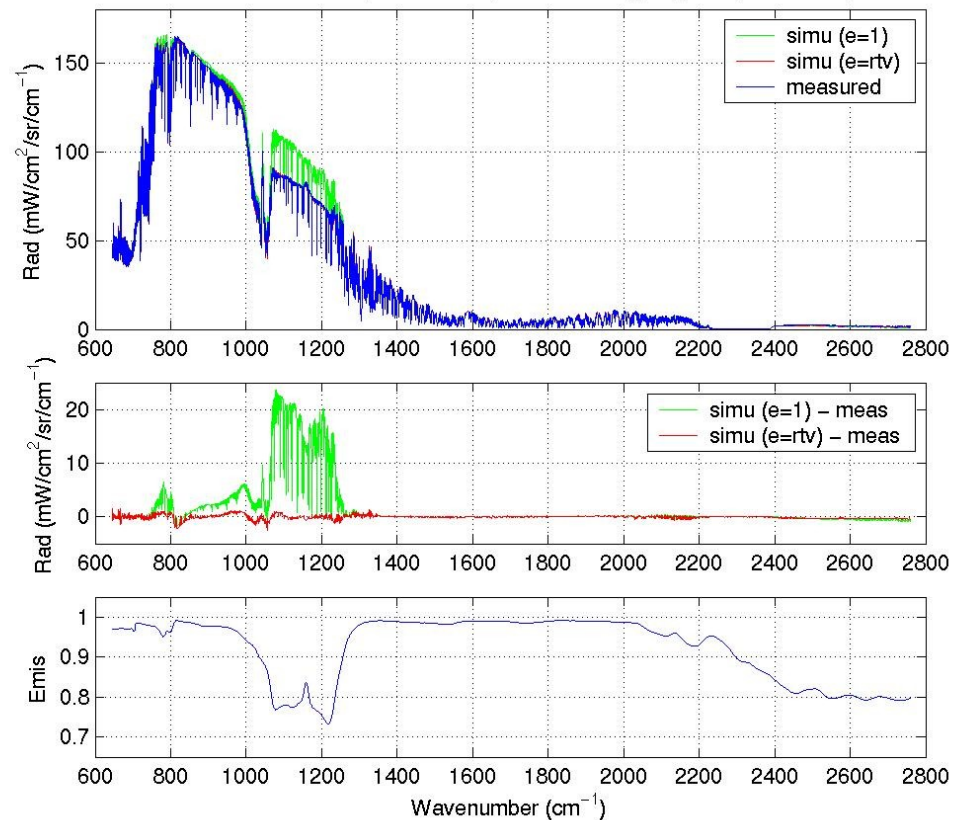 Rad (mW/cm²/sr/cm⁻¹)
150
100
50
0
simu (e=1)
simu (e=rtv)
measured
600 800 1000 1200 1400 1600 1800 2000 2200 2400 2600 2800
Rad (mW/cm²/sr/cm⁻¹)
20
10
0
simu (e=1) − meas
simu (e=rtv) − meas
600 800 1000 1200 1400 1600 1800 2000 2200 2400 2600 2800
Emis
1
0.9
0.8
0.7
600 800 1000 1200 1400 1600 1800 2000 2200 2400 2600 2800
Wavenumber (cm⁻¹)